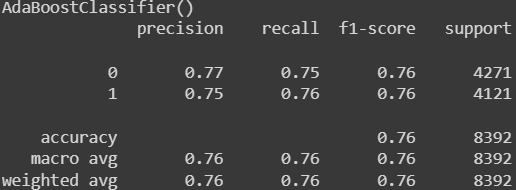 AdaBoostClassifier()
precision recall f1-score support
0 0.77 0.75 0.76 4271
1 0.75 0.76 0.76 4121
accuracy 0.76 8392
macro avg 0.76 0.76 0.76 8392
weighted avg 0.76 0.76 0.76 8392